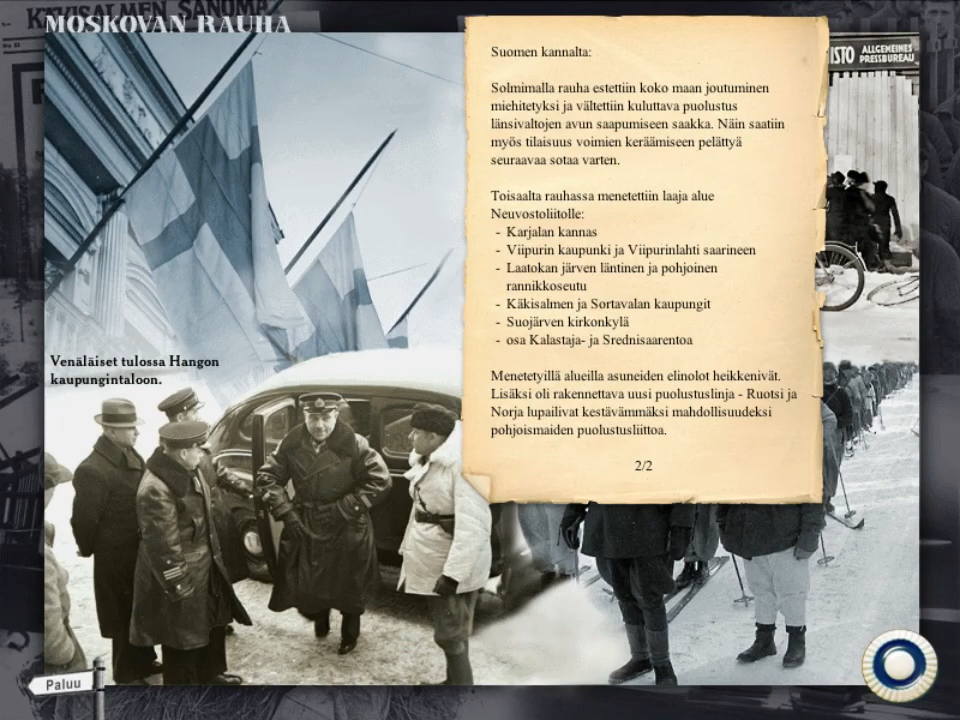 KÄKISALMEN SANOMA
MOSKOVAN RAUHA
Suomen kannalta:
Solmimalla rauha estettiin koko maan joutuminen
miehitetyksi ja vältettiin kuluttava puolustus
länsivaltojen avun saapumiseen saakka. Näin saatiin
myös tilaisuus voimien keräämiseen pelättyä
seuraavaa sotaa varten.
Toisaalta rauhassa menetettiin laaja alue
Neuvostoliitolle:
- Karjalan kannas
- Viipurin kaupunki ja Viipurinlahti saarineen
- Laatokan järven läntinen ja pohjoinen
rannikkoseutu
- Käkisalmen ja Sortavalan kaupungit
- Suojärven kirkonkylä
- osa Kalastaja- ja Srednisaarentoa
Menetetyillä alueilla asuneiden elinolot heikkenivät.
Lisäksi oli rakennettava uusi puolustuslinja - Ruotsi ja
Norja lupailivat kestävämmäksi mahdollisuudeksi
pohjoismaiden puolustusliittoa.
2/2
ISTO ALLGEMEINES
PRESSBUREAU
Venäläiset tulossa Hangon
kaupungintaloon.
Paluu